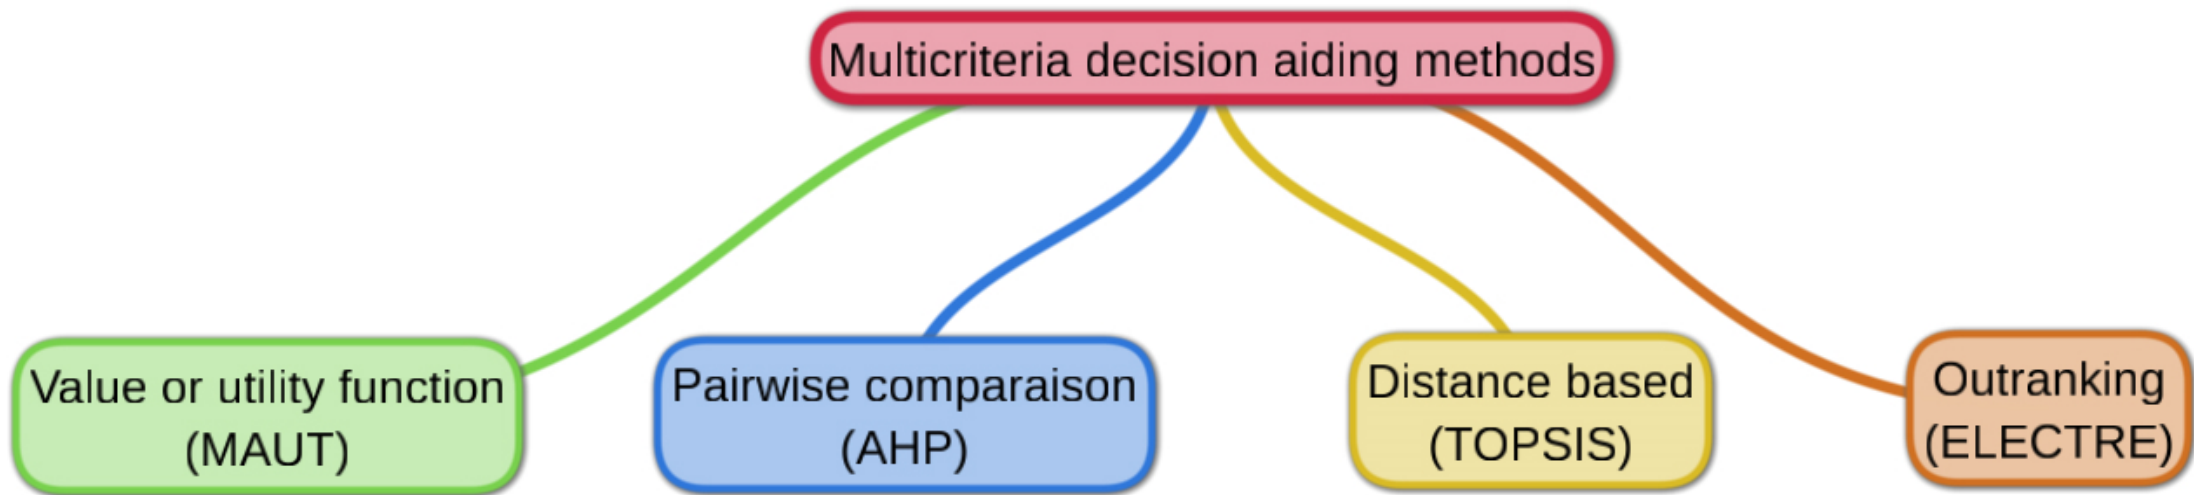 Multicriteria decision aiding methods
Value or utility function
(MAUT)
Pairwise comparaison
(AHP)
Distance based
(TOPSIS)
Outranking
(ELECTRE)